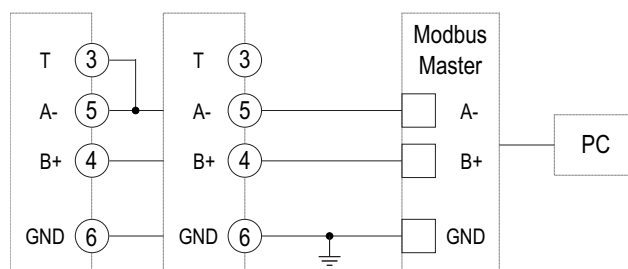 T 3 T 3 Modbus
Master
A- 5 A- 5 A-
B+ 4 B+ 4 B+ PC
GND 6 GND 6 GND